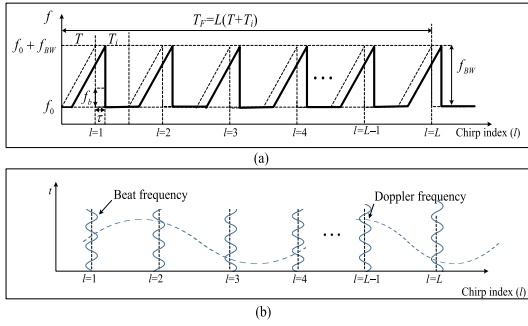 f
T_F=L(T+T_i)
f_0 + f_BW
T
T_i
f_BW
f_b
f_0
τ
...
l=1
l=2
l=3
l=4
l=L−1
l=L
Chirp index (l)
(a)
t
Beat frequency
Doppler frequency
...
l=1
l=2
l=3
l=4
l=L−1
l=L
Chirp index (l)
(b)